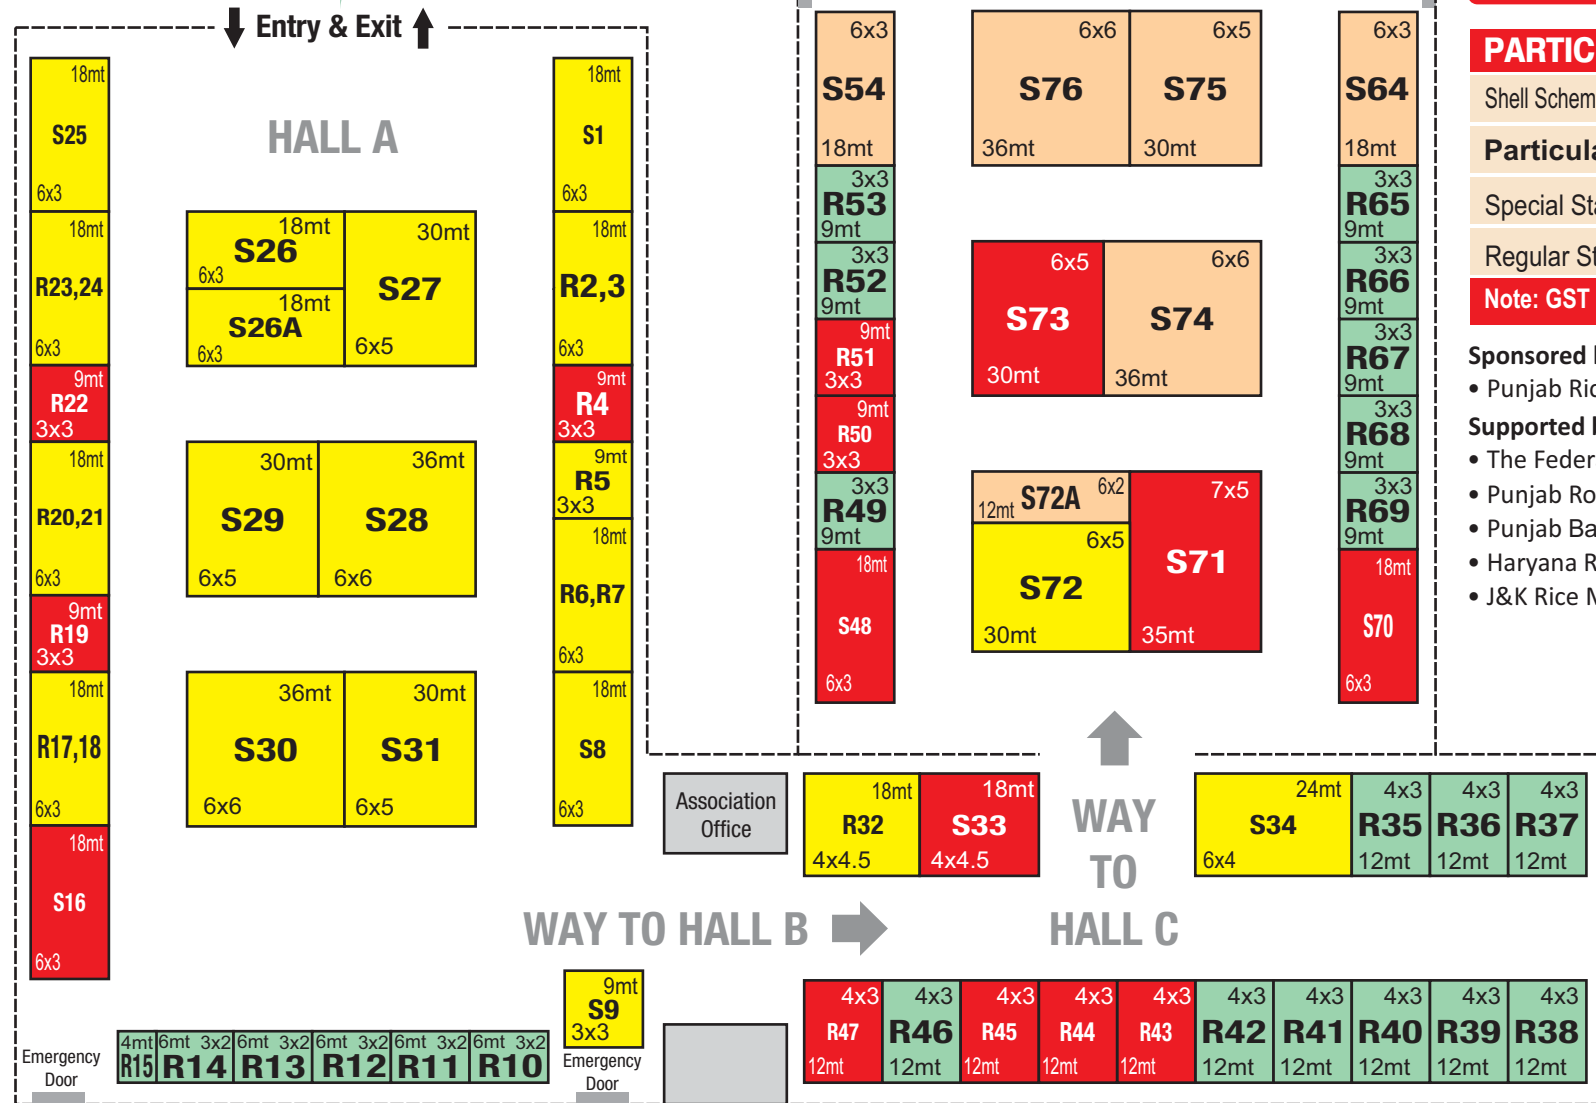 Entry & Exit
HALL A
18mt
S25
6x3
18mt
R23,24
6x3
9mt
R22
3x3
18mt
R20,21
6x3
9mt
R19
3x3
18mt
R17,18
6x3
18mt
S16
6x3
18mt
S26
6x3
18mt
S26A
6x3
30mt
S27
6x5
30mt
S29
6x5
36mt
S28
6x6
36mt
S30
6x6
30mt
S31
6x5
18mt
S1
6x3
18mt
R2,3
6x3
9mt
R4
3x3
9mt
R5
3x3
18mt
R6,R7
6x3
18mt
S8
6x3
9mt
S9
3x3
Emergency
Door
Emergency
Door
4mt
R15
6mt 3x2
R14
6mt 3x2
R13
6mt 3x2
R12
6mt 3x2
R11
6mt 3x2
R10
Association
Office
WAY TO HALL B
WAY
TO
HALL C
6x3
S54
18mt
3x3
R53
9mt
3x3
R52
9mt
9mt
R51
3x3
9mt
R50
3x3
3x3
R49
9mt
18mt
S48
6x3
6x6
S76
36mt
6x5
S75
30mt
6x5
S73
30mt
6x6
S74
36mt
12mt S72A 6x2
6x5
S72
30mt
7x5
S71
35mt
6x3
S64
18mt
3x3
R65
9mt
3x3
R66
9mt
3x3
R67
9mt
3x3
R68
9mt
3x3
R69
9mt
18mt
S70
6x3
18mt
R32
4x4.5
18mt
S33
4x4.5
24mt
S34
6x4
4x3
R35
12mt
4x3
R36
12mt
4x3
R37
12mt
4x3
R47
12mt
4x3
R46
12mt
4x3
R45
12mt
4x3
R44
12mt
4x3
R43
12mt
4x3
R42
12mt
4x3
R41
12mt
4x3
R40
12mt
4x3
R39
12mt
4x3
R38
12mt
PARTIC
Shell Schem
Particula
Special Sta
Regular St
Note: GST
Sponsored
• Punjab Ric
Supported
• The Feder
• Punjab Ro
• Punjab Ba
• Haryana R
• J&K Rice M